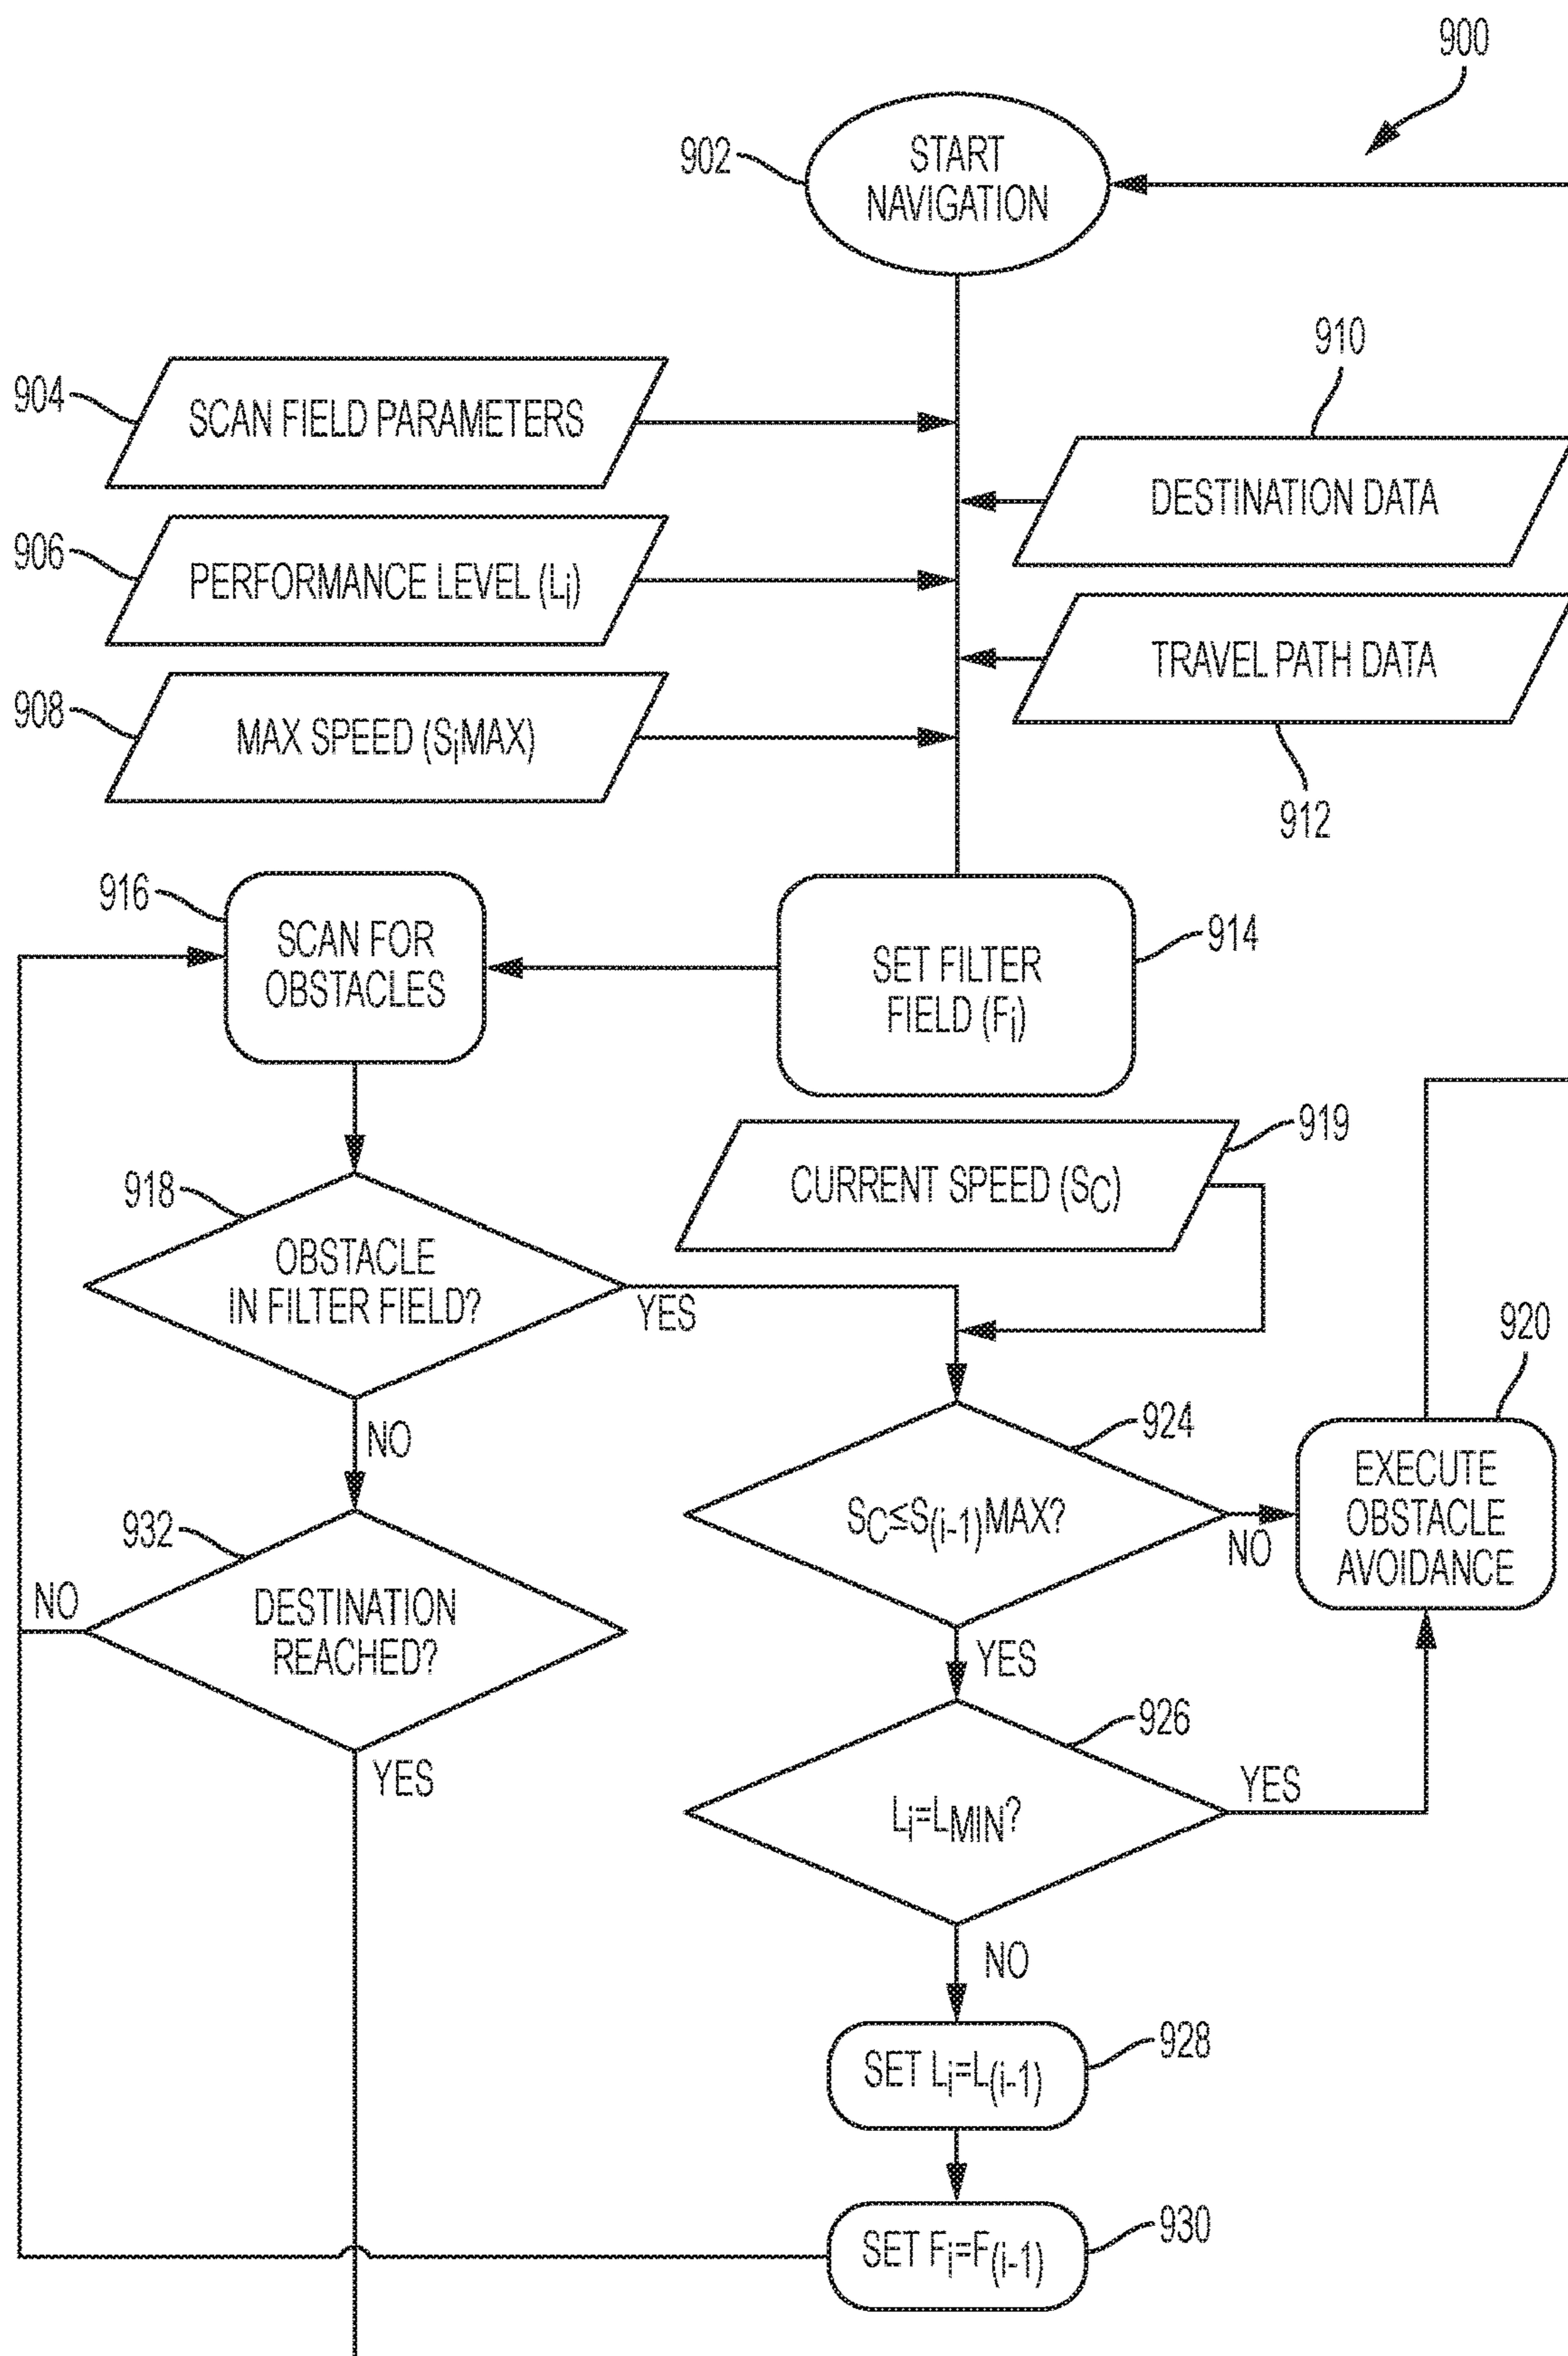 900
902
START
NAVIGATION
910
904
SCAN FIELD PARAMETERS
DESTINATION DATA
906
PERFORMANCE LEVEL (Li)
TRAVEL PATH DATA
908
MAX SPEED (SiMAX)
912
916
SCAN FOR
OBSTACLES
914
SET FILTER
FIELD (Fi)
919
CURRENT SPEED (SC)
918
OBSTACLE
IN FILTER FIELD?
YES
920
NO
924
SC≤S(i-1)MAX?
NO
EXECUTE
OBSTACLE
AVOIDANCE
932
NO
DESTINATION
REACHED?
YES
YES
926
Li=LMIN?
YES
NO
928
SET Li=L(i-1)
930
SET Fi=F(i-1)